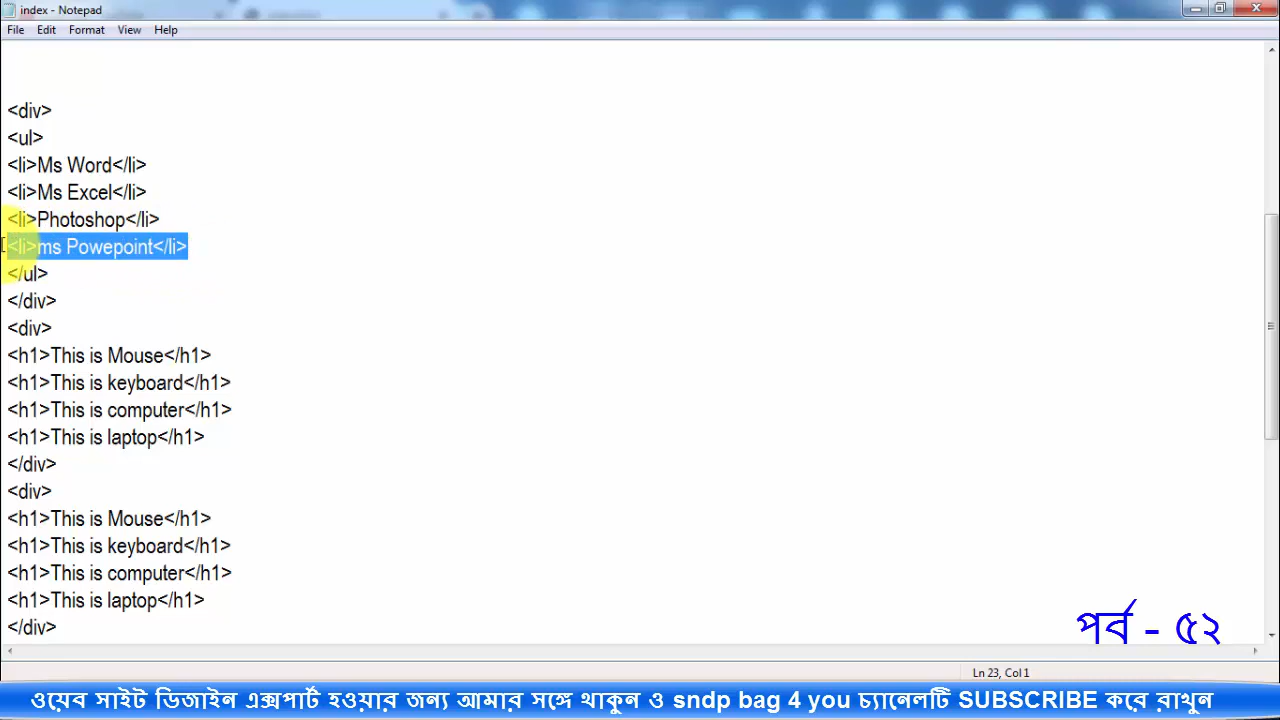 index - Notepad
File Edit Format View Help
<div>
<ul>
<li>Ms Word</li>
<li>Ms Excel</li>
<li>Photoshop</li>
<li>ms Powepoint</li>
</ul>
</div>
<div>
<h1>This is Mouse</h1>
<h1>This is keyboard</h1>
<h1>This is computer</h1>
<h1>This is laptop</h1>
</div>
<div>
<h1>This is Mouse</h1>
<h1>This is keyboard</h1>
<h1>This is computer</h1>
<h1>This is laptop</h1>
</div>
পর্ব - ৫২
Ln 23, Col 1
ওয়েব সাইট ডিজাইন এক্সপার্ট হওয়ার জন্য আমার সঙ্গে থাকুন ও sndp bag 4 you চ্যানেলটি SUBSCRIBE করে রাখুন